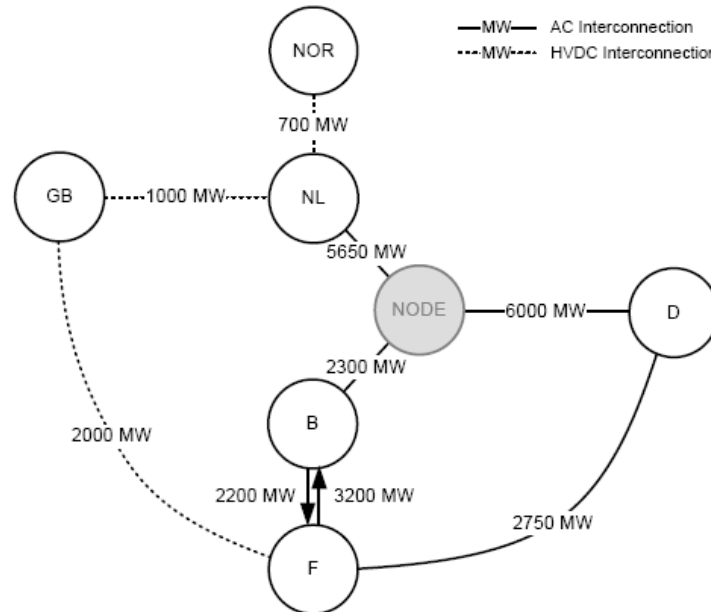 MW AC Interconnection
NOR
MW HVDC Interconnection
700 MW
GB
1000 MW
NL
5650 MW
NODE
6000 MW
D
2300 MW
B
2000 MW
2200 MW
3200 MW
2750 MW
F